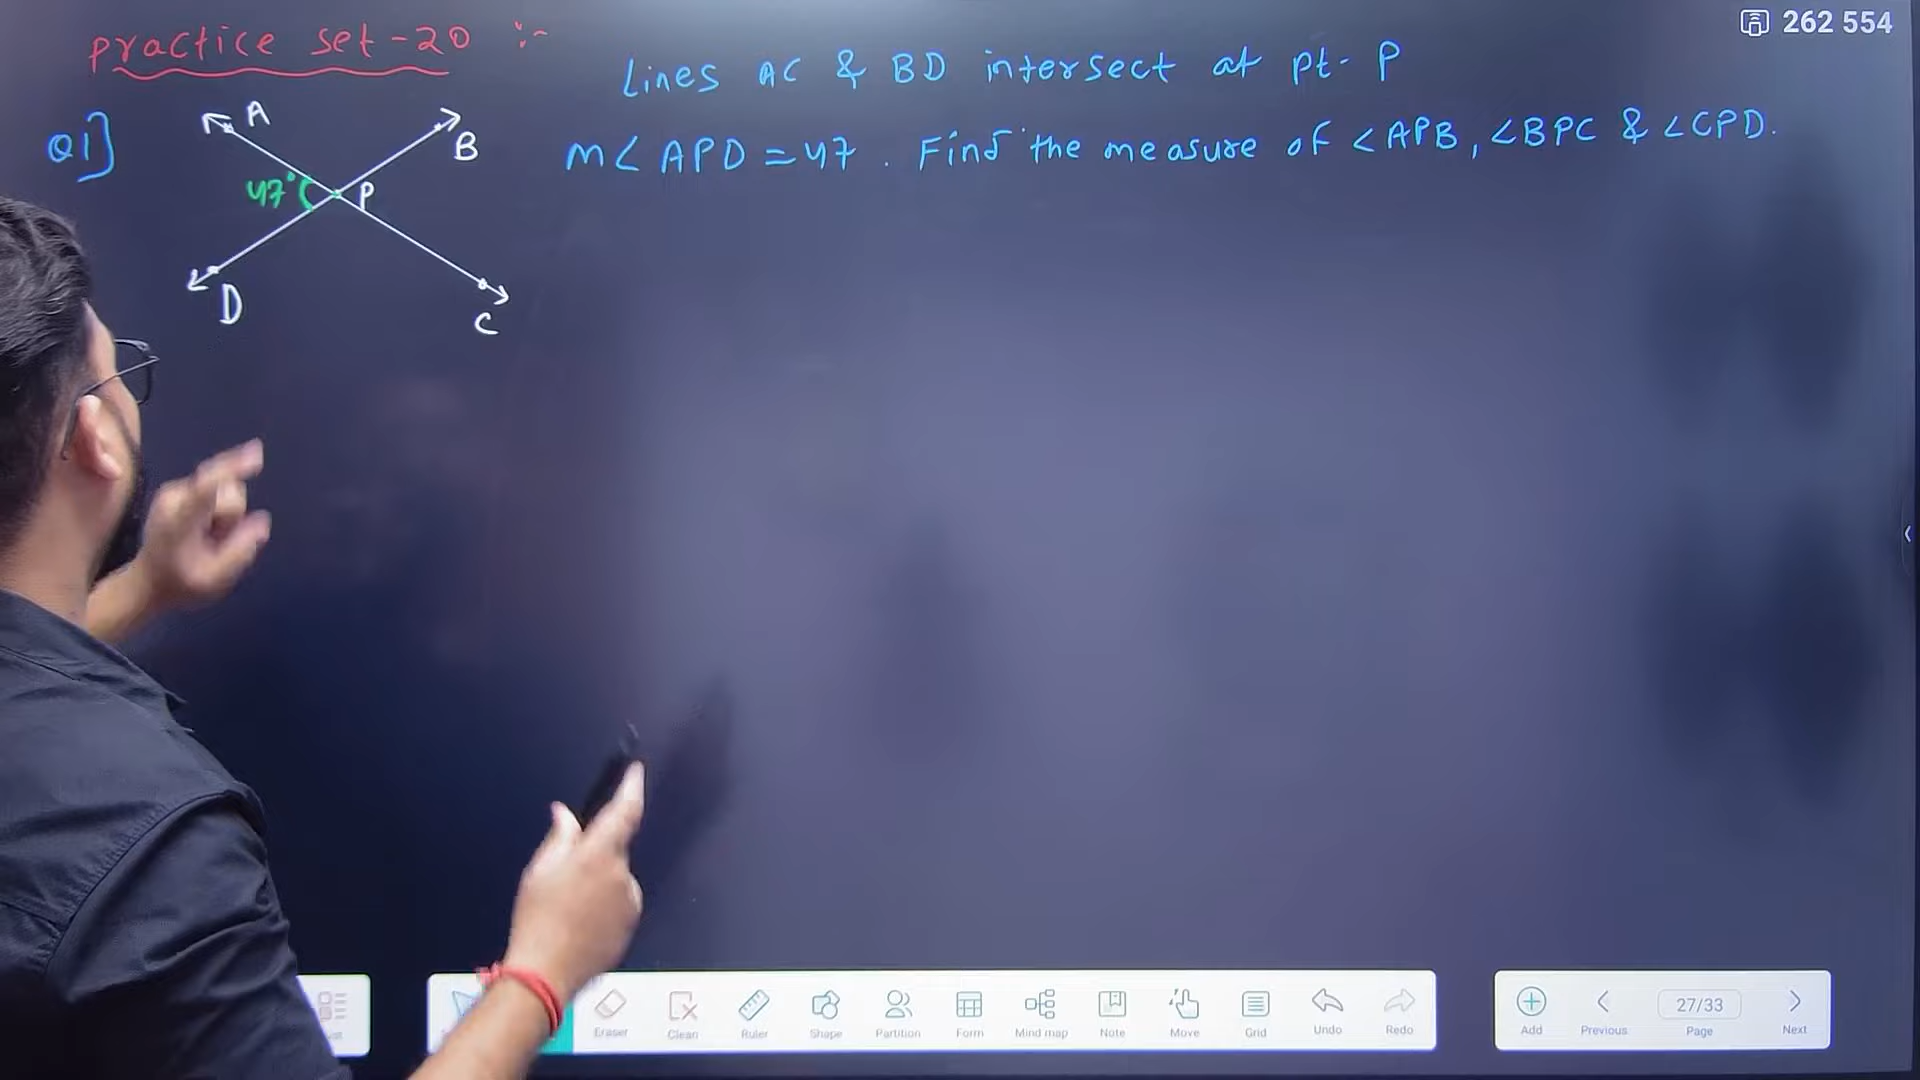 262 554
practice set-20 :-
Lines AC & BD intersect at pt- P
Q1]
m∠APD = 47 . Find the measure of ∠APB, ∠BPC & ∠CPD.
A
B
47°
P
D
C
Eraser
Clean
Ruler
Shape
Partition
Form
Mind map
Note
Move
Grid
Undo
Redo
Add
Previous
27/33
Page
Next